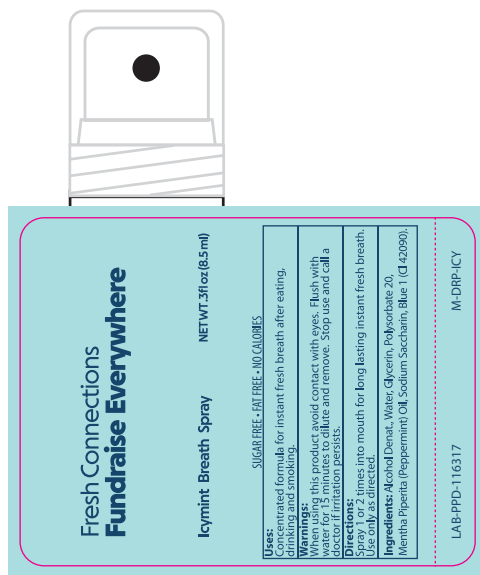 Fresh Connections
Fundraise Everywhere
Icymint Breath Spray NET WT .3 fl oz (8.5 ml)
SUGAR FREE • FAT FREE • NO CALORIES
Uses:
Concentrated formula for instant fresh breath after eating,
drinking and smoking.
Warnings:
When using this product avoid contact with eyes. Flush with
water for 15 minutes to dilute and remove. Stop use and call a
doctor if irritation persists.
Directions:
Spray 1 or 2 times into mouth for long lasting instant fresh breath.
Use only as directed.
Ingredients: Alcohol Denat., Water, Glycerin, Polysorbate 20,
Mentha Piperita (Peppermint) Oil, Sodium Saccharin, Blue 1 (CI 42090).
LAB-PPD-116317 M-DRP-ICY